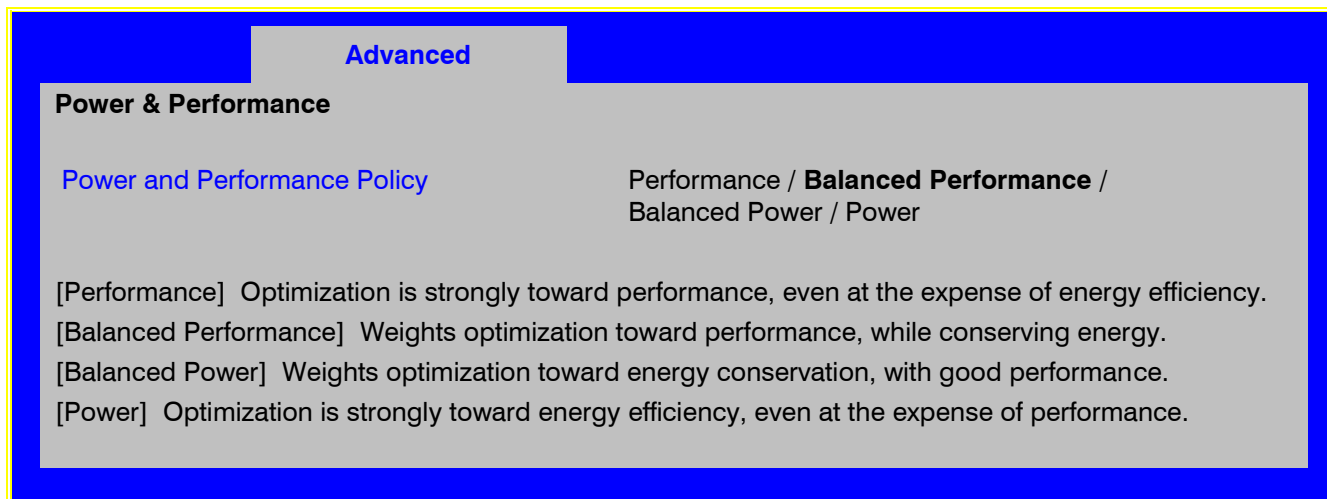 Advanced
Power & Performance
Power and Performance Policy Performance / Balanced Performance /
Balanced Power / Power
[Performance] Optimization is strongly toward performance, even at the expense of energy efficiency.
[Balanced Performance] Weights optimization toward performance, while conserving energy.
[Balanced Power] Weights optimization toward energy conservation, with good performance.
[Power] Optimization is strongly toward energy efficiency, even at the expense of performance.